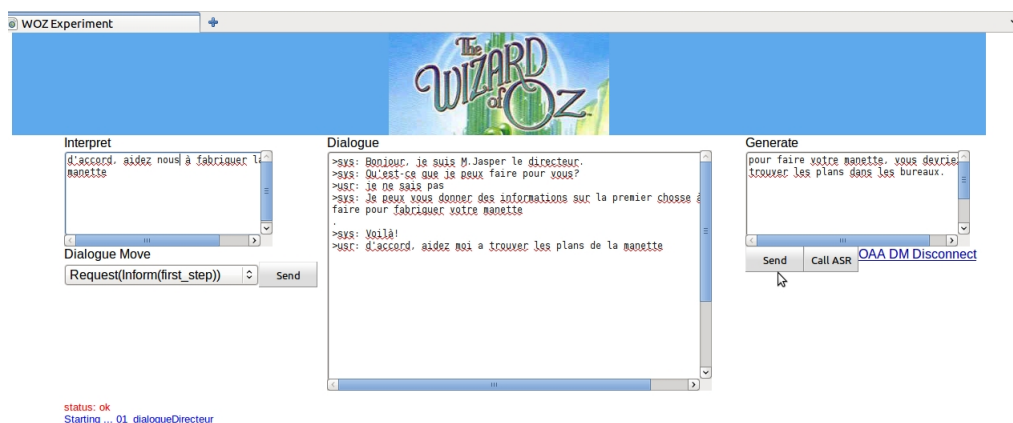 WOZ Experiment
The
WIZARD
of OZ
Interpret
d'accord, aidez nous à fabriquer la
manette
Dialogue Move
Request(Inform(first_step))
Send
Dialogue
>sys: Bonjour, je suis M.Jasper le directeur.
>sys: Qu'est-ce que je peux faire pour vous?
>usr: je ne sais pas
>sys: Je peux vous donner des informations sur la premier chosse à
faire pour fabriquer votre manette
.
>sys: Voilà!
>usr: d'accord, aidez moi a trouver les plans de la manette
Generate
pour faire votre manette, vous devriez
trouver les plans dans les bureaux.
Send
Call ASR
OAA DM Disconnect
status: ok
Starting ... 01_dialogueDirecteur